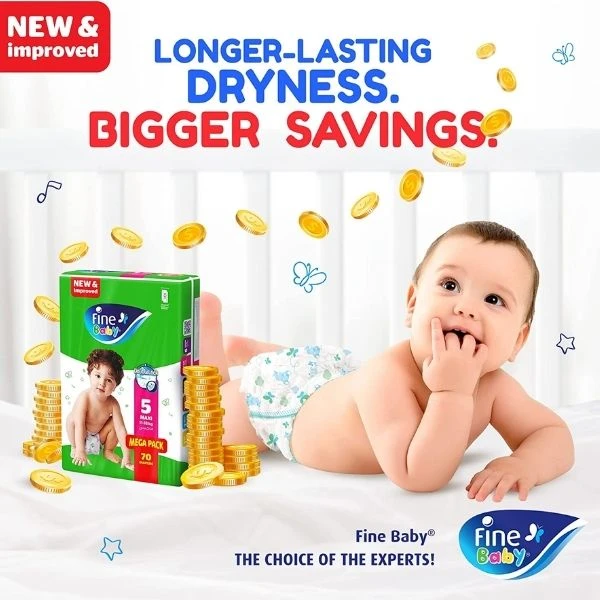 NEW &
improved
LONGER-LASTING
DRYNESS.
BIGGER SAVINGS.
NEW &
improved
fine
Baby
5
MAXI
MEGA PACK
70
Fine Baby®
THE CHOICE OF THE EXPERTS!
fine
Baby®